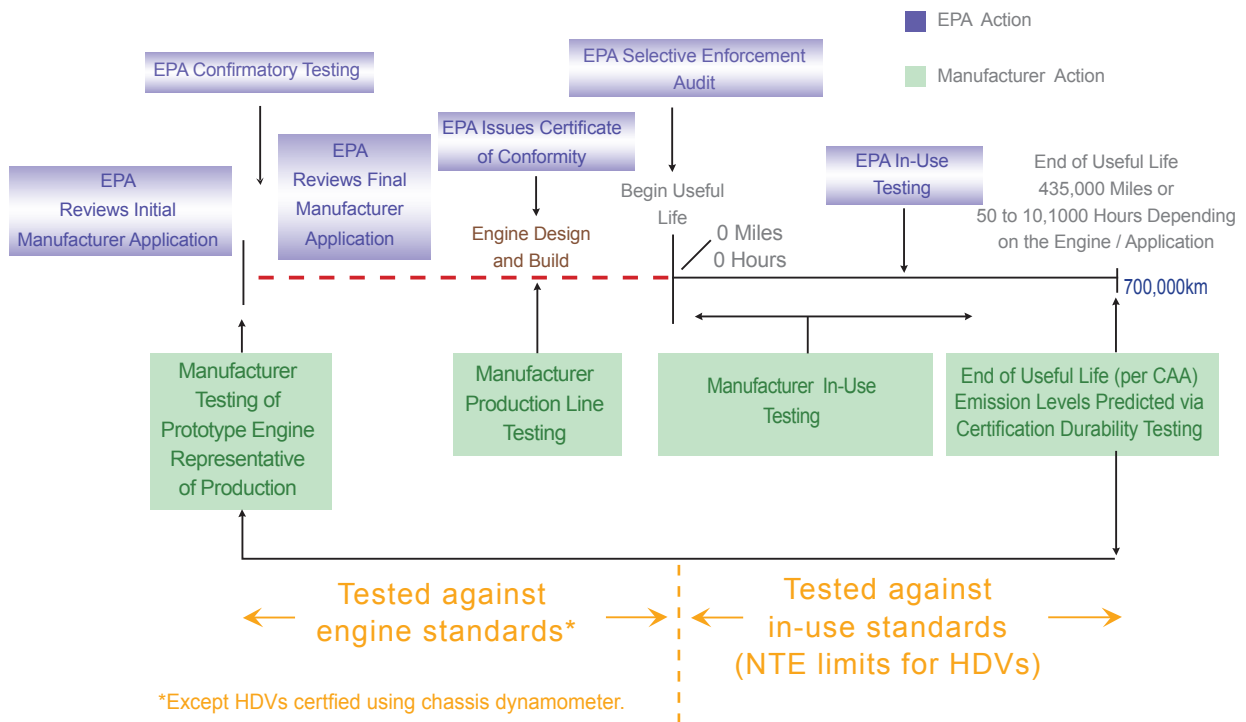 EPA Action
Manufacturer Action
EPA Confirmatory Testing
EPA Selective Enforcement
Audit
EPA
Reviews Initial
Manufacturer Application
EPA
Reviews Final
Manufacturer
Application
EPA Issues Certificate
of Conformity
Engine Design
and Build
Begin Useful
Life
0 Miles
0 Hours
EPA In-Use
Testing
End of Useful Life
435,000 Miles or
50 to 10,1000 Hours Depending
on the Engine / Application
700,000km
Manufacturer
Testing of
Prototype Engine
Representative
of Production
Manufacturer
Production Line
Testing
Manufacturer In-Use
Testing
End of Useful Life (per CAA)
Emission Levels Predicted via
Certification Durability Testing
Tested against
engine standards*
Tested against
in-use standards
(NTE limits for HDVs)
*Except HDVs certfied using chassis dynamometer.